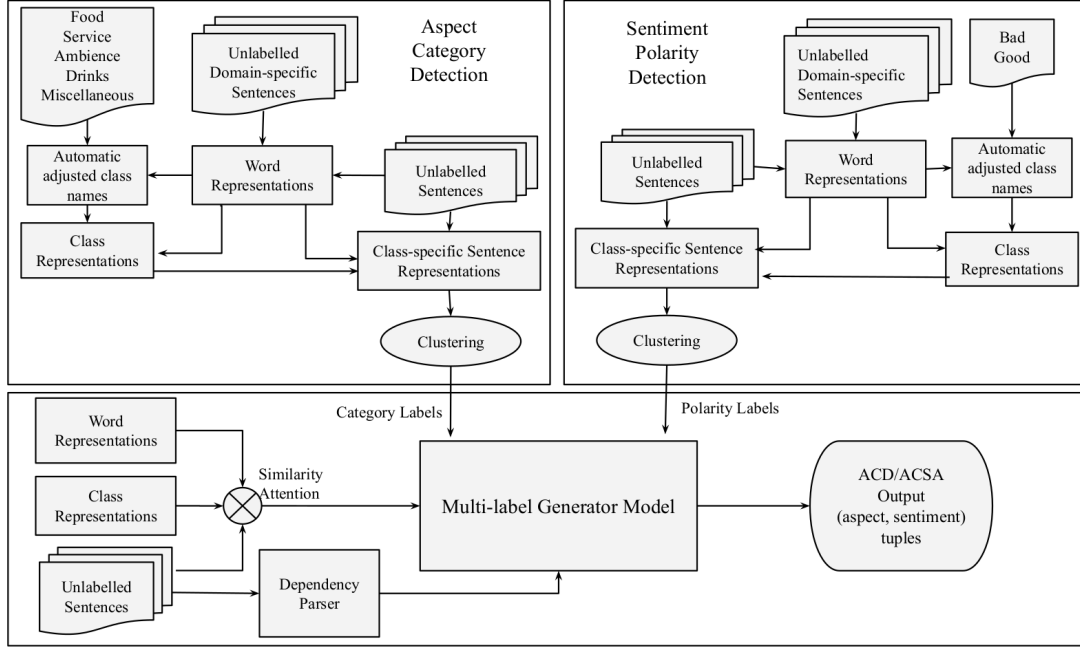 Food
Service
Ambience
Drinks
Miscellaneous
Unlabelled
Domain-specific
Sentences
Aspect
Category
Detection
Automatic
adjusted class
names
Word
Representations
Unlabelled
Sentences
Class
Representations
Class-specific Sentence
Representations
Clustering
Sentiment
Polarity
Detection
Unlabelled
Domain-specific
Sentences
Bad
Good
Unlabelled
Sentences
Word
Representations
Automatic
adjusted class
names
Class-specific Sentence
Representations
Class
Representations
Clustering
Category Labels
Polarity Labels
Word
Representations
Class
Representations
Similarity
Attention
Unlabelled
Sentences
Dependency
Parser
Multi-label Generator Model
ACD/ACSA
Output
(aspect, sentiment)
tuples